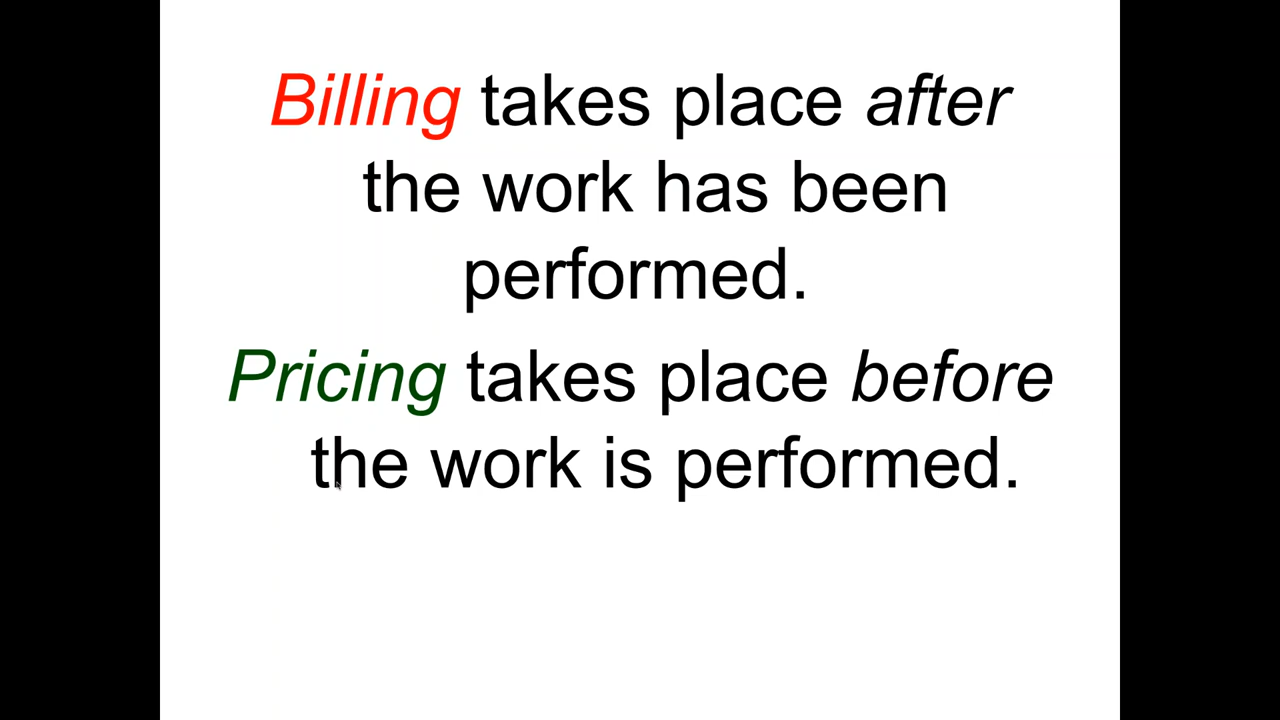 Billing takes place after
the work has been
performed.
Pricing takes place before
the work is performed.